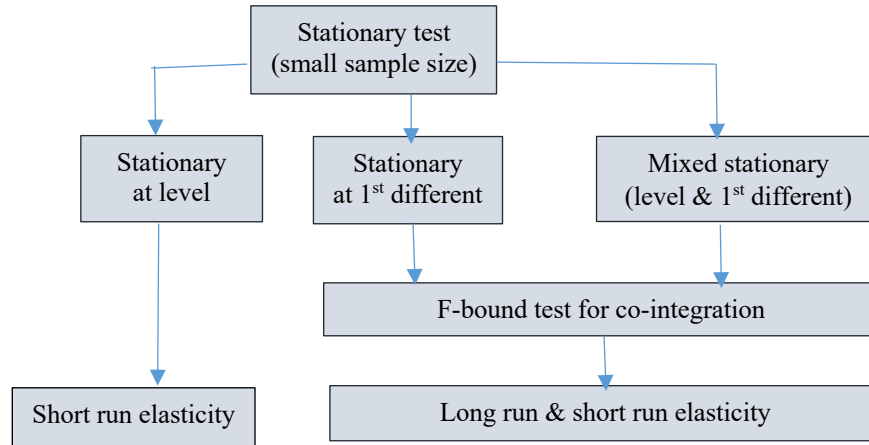 Stationary test
(small sample size)
Stationary
at level
Stationary
at 1st different
Mixed stationary
(level & 1st different)
F-bound test for co-integration
Short run elasticity
Long run & short run elasticity